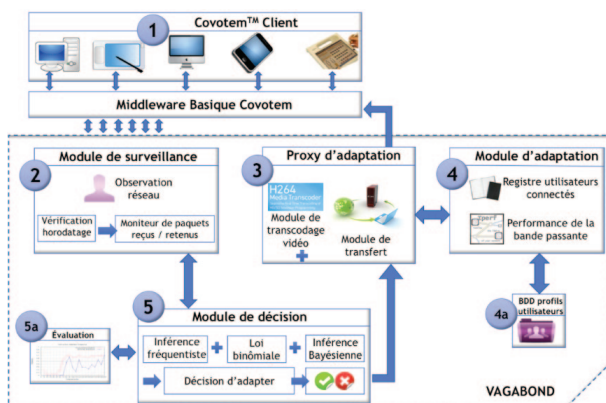 1
Covotem™ Client
Middleware Basique Covotem
2
Module de surveillance
Observation
réseau
Vérification
horodatage
Moniteur de paquets
reçus / retenus
3
Proxy d'adaptation
H264
Media Transcoder
Module de
transcodage
vidéo
Module de
transfert
4
Module d'adaptation
Registre utilisateurs
connectés
Performance de la
bande passante
4a
BDD profils
utilisateurs
5
Module de décision
Inférence
fréquentiste
Loi
binômiale
Inférence
Bayésienne
Décision d'adapter
5a
Évaluation
VAGABOND